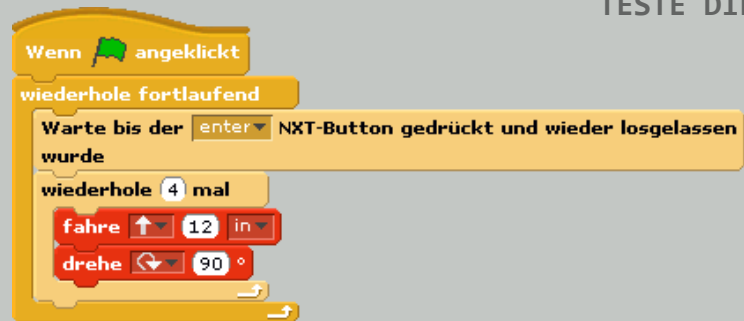 TESTE DI
Wenn angeklickt
wiederhole fortlaufend
Warte bis der enter NXT-Button gedrückt und wieder losgelassen
wurde
wiederhole 4 mal
fahre 12 in
drehe 90 °